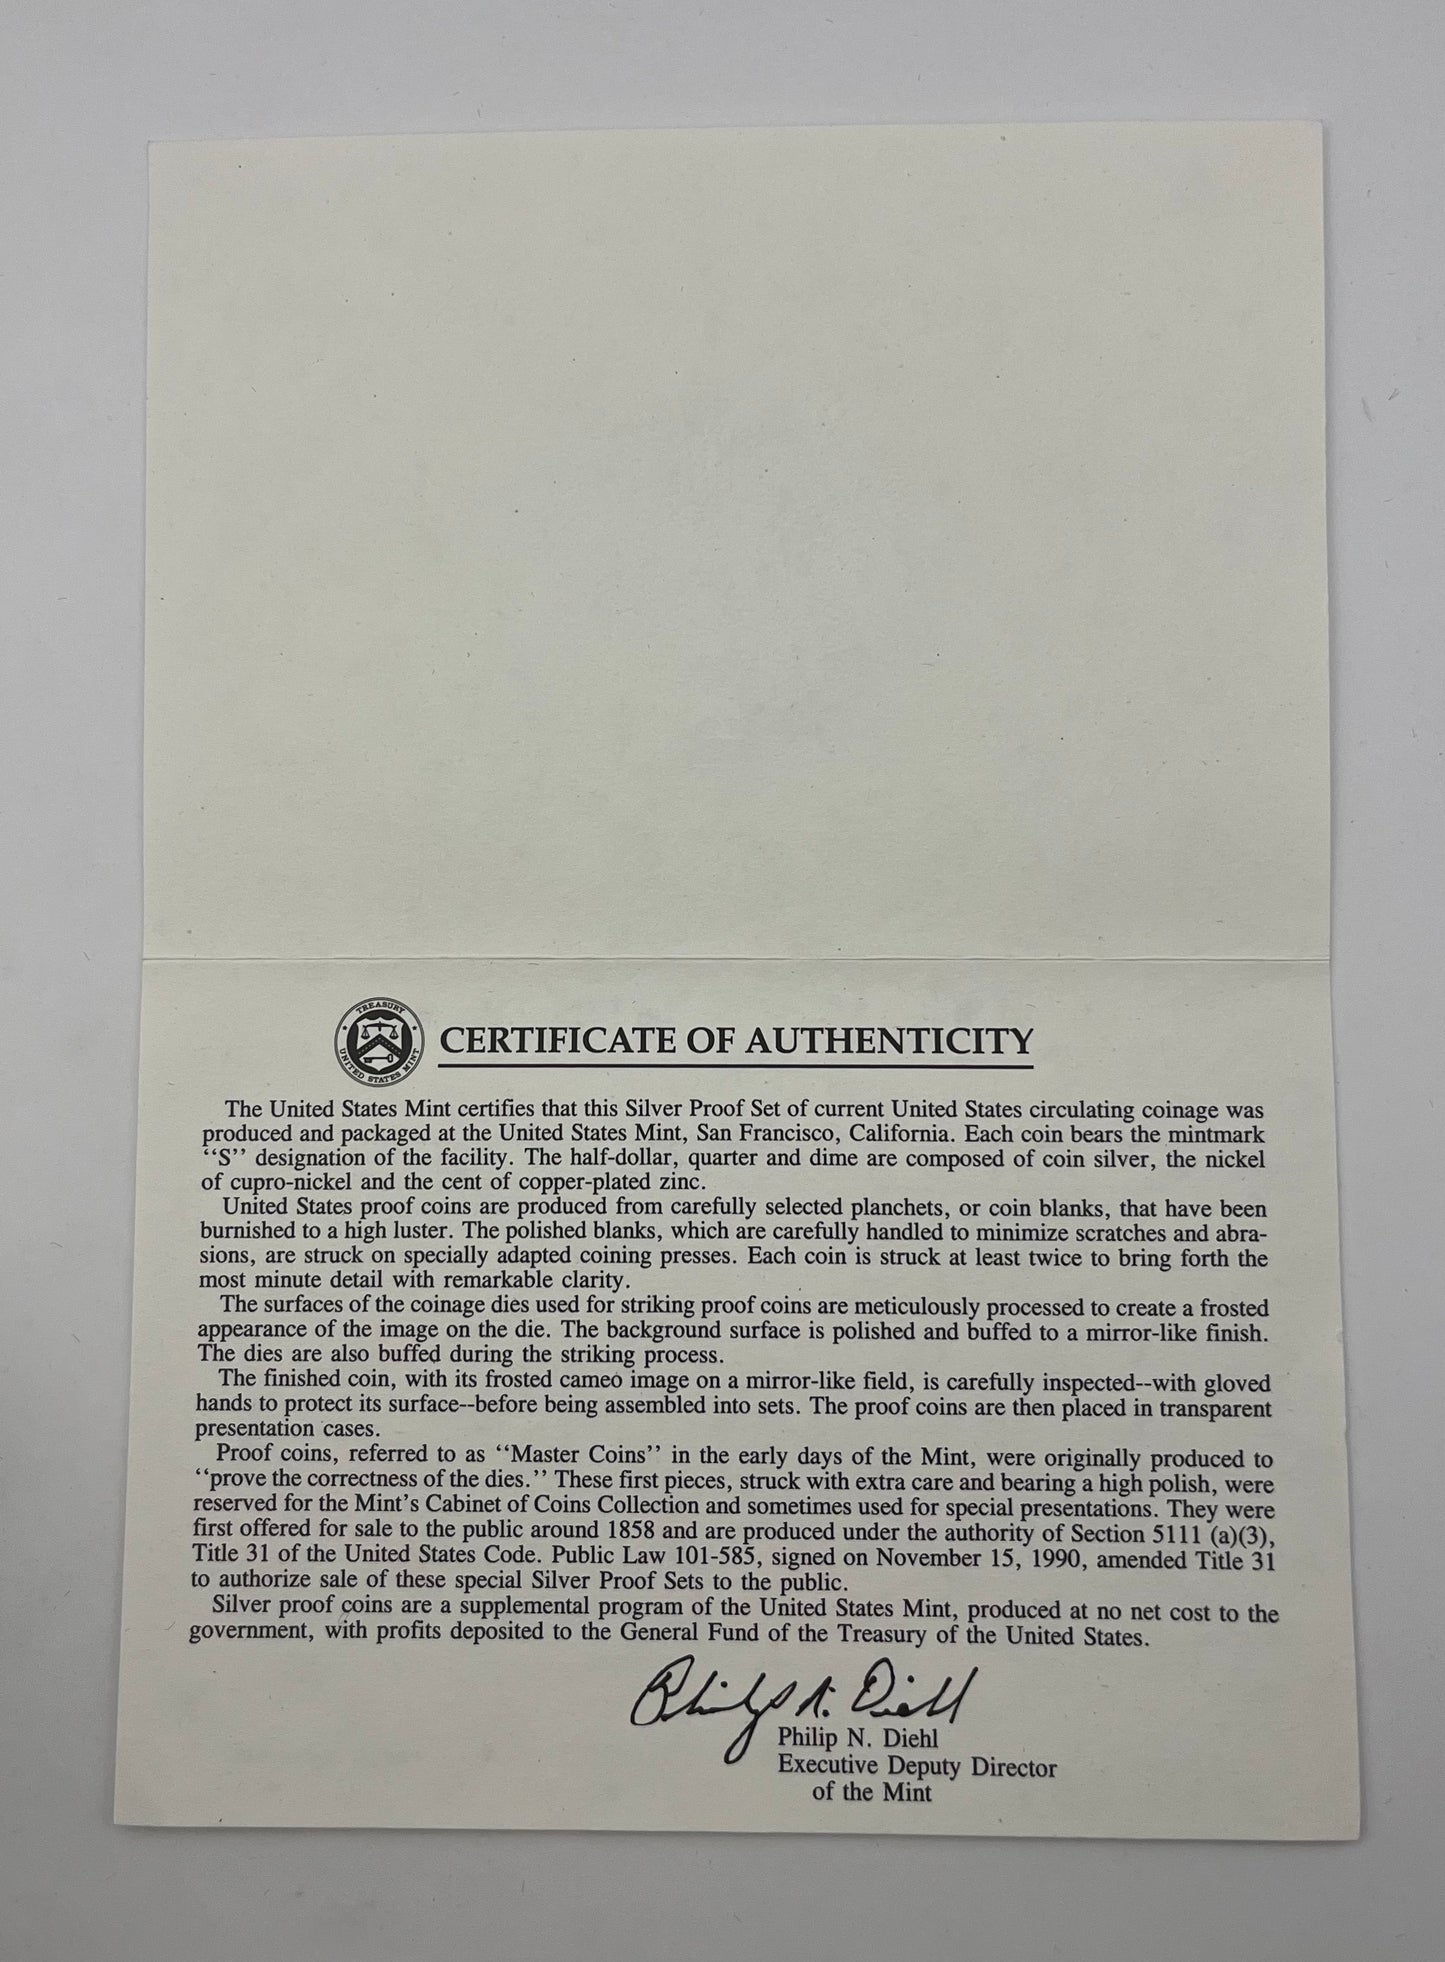 TREASURY
UNITED STATES MINT
CERTIFICATE OF AUTHENTICITY
The United States Mint certifies that this Silver Proof Set of current United States circulating coinage was
produced and packaged at the United States Mint, San Francisco, California. Each coin bears the mintmark
‘‘S’’ designation of the facility. The half-dollar, quarter and dime are composed of coin silver, the nickel
of cupro-nickel and the cent of copper-plated zinc.
United States proof coins are produced from carefully selected planchets, or coin blanks, that have been
burnished to a high luster. The polished blanks, which are carefully handled to minimize scratches and abra-
sions, are struck on specially adapted coining presses. Each coin is struck at least twice to bring forth the
most minute detail with remarkable clarity.
The surfaces of the coinage dies used for striking proof coins are meticulously processed to create a frosted
appearance of the image on the die. The background surface is polished and buffed to a mirror-like finish.
The dies are also buffed during the striking process.
The finished coin, with its frosted cameo image on a mirror-like field, is carefully inspected--with gloved
hands to protect its surface--before being assembled into sets. The proof coins are then placed in transparent
presentation cases.
Proof coins, referred to as ‘‘Master Coins’’ in the early days of the Mint, were originally produced to
‘‘prove the correctness of the dies.’’ These first pieces, struck with extra care and bearing a high polish, were
reserved for the Mint’s Cabinet of Coins Collection and sometimes used for special presentations. They were
first offered for sale to the public around 1858 and are produced under the authority of Section 5111 (a)(3),
Title 31 of the United States Code. Public Law 101-585, signed on November 15, 1990, amended Title 31
to authorize sale of these special Silver Proof Sets to the public.
Silver proof coins are a supplemental program of the United States Mint, produced at no net cost to the
government, with profits deposited to the General Fund of the Treasury of the United States.
Philip N. Diehl
Philip N. Diehl
Executive Deputy Director
of the Mint